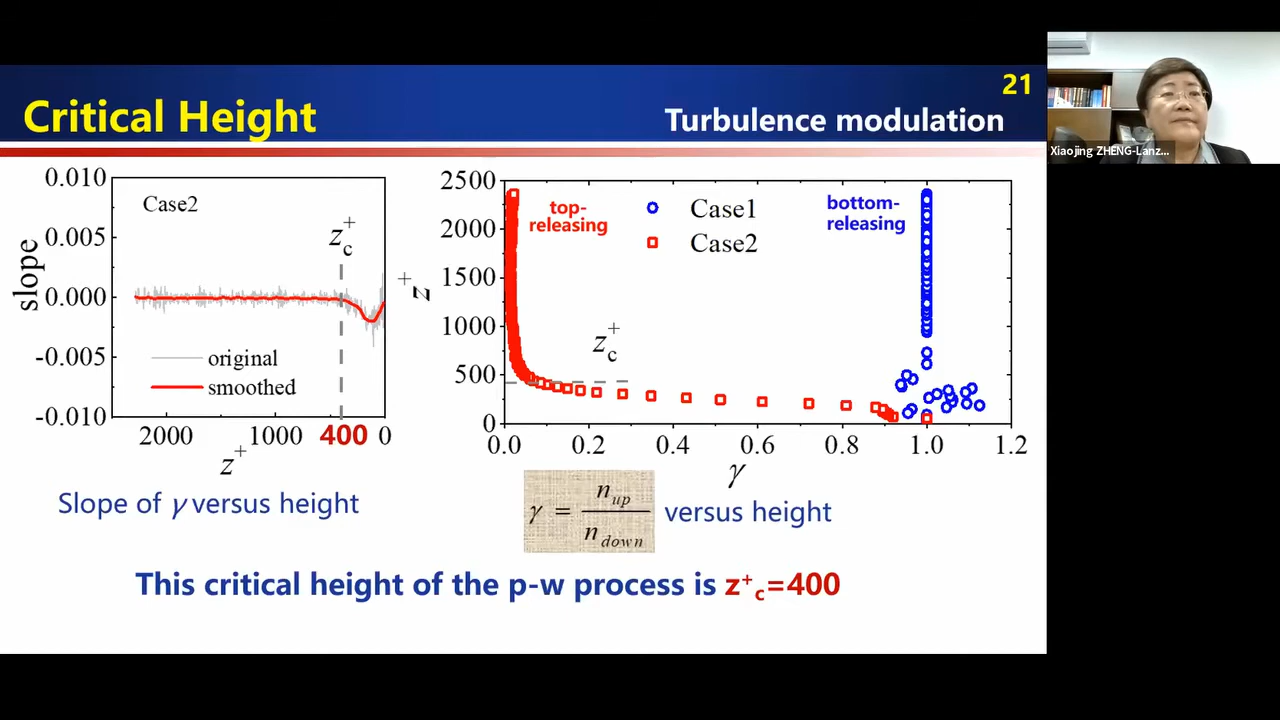 21
Critical Height
Turbulence modulation
Xiaojing ZHENG-Lanz...
0.010
0.005
0.000
-0.005
-0.010
slope
Case2
z+c
original
smoothed
2000
1000
400
0
z+
Slope of γ versus height
2500
2000
1500
1000
500
0
z+
top-
releasing
Case1
Case2
bottom-
releasing
z+c
0.0
0.2
0.4
0.6
0.8
1.0
1.2
γ
γ = nup / ndown versus height
This critical height of the p-w process is z+c=400